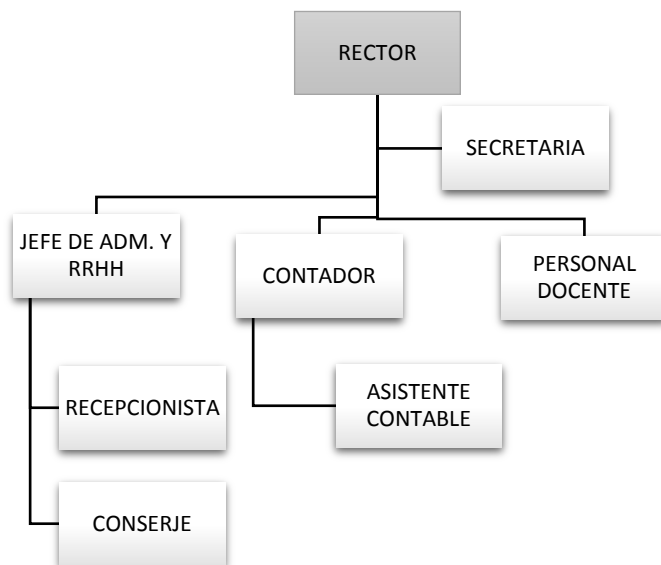 RECTOR
SECRETARIA
JEFE DE ADM. Y
RRHH
CONTADOR
PERSONAL
DOCENTE
RECEPCIONISTA
ASISTENTE
CONTABLE
CONSERJE